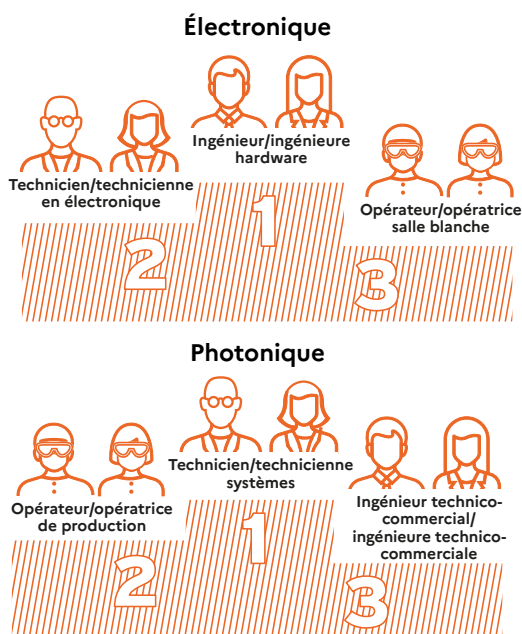 Électronique
Ingénieur/ingénieure
hardware
Technicien/technicienne
en électronique
Opérateur/opératrice
salle blanche
1
2
3
Photonique
Technicien/technicienne
systèmes
Opérateur/opératrice
de production
Ingénieur technico-
commercial/
ingénieure technico-
commerciale
1
2
3